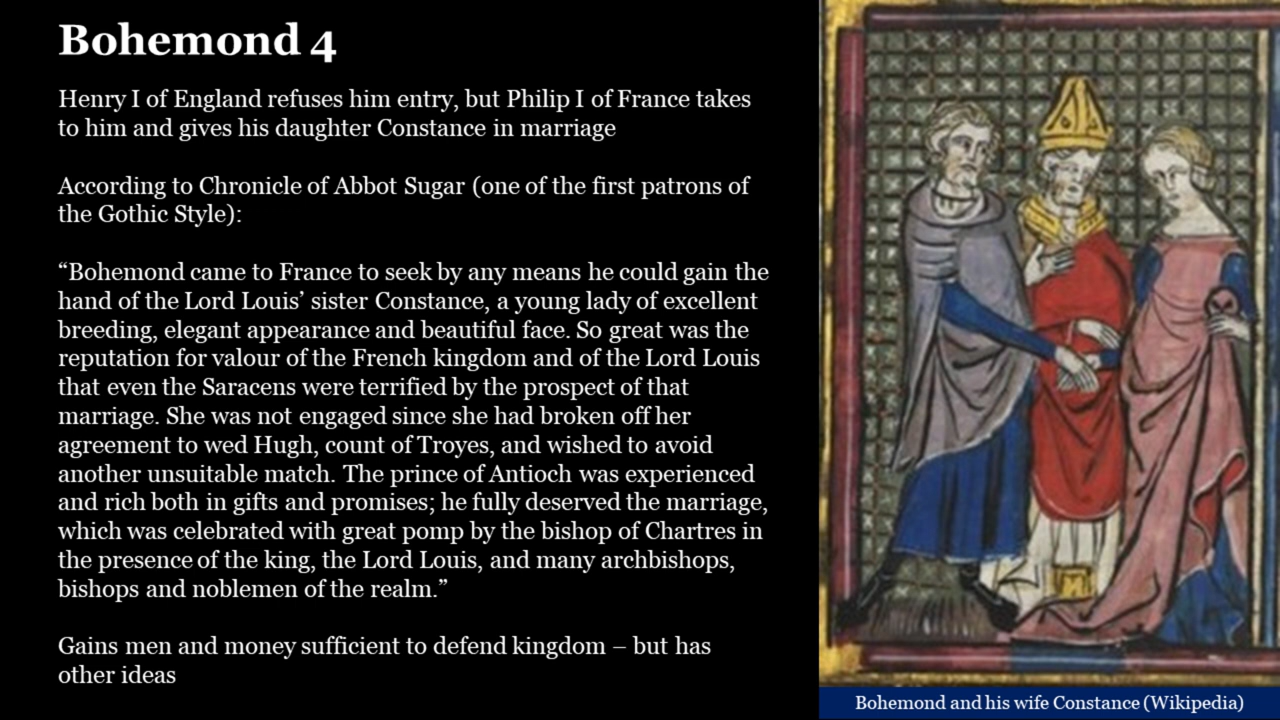 Bohemond 4
Henry I of England refuses him entry, but Philip I of France takes
to him and gives his daughter Constance in marriage
According to Chronicle of Abbot Sugar (one of the first patrons of
the Gothic Style):
“Bohemond came to France to seek by any means he could gain the
hand of the Lord Louis’ sister Constance, a young lady of excellent
breeding, elegant appearance and beautiful face. So great was the
reputation for valour of the French kingdom and of the Lord Louis
that even the Saracens were terrified by the prospect of that
marriage. She was not engaged since she had broken off her
agreement to wed Hugh, count of Troyes, and wished to avoid
another unsuitable match. The prince of Antioch was experienced
and rich both in gifts and promises; he fully deserved the marriage,
which was celebrated with great pomp by the bishop of Chartres in
the presence of the king, the Lord Louis, and many archbishops,
bishops and noblemen of the realm.”
Gains men and money sufficient to defend kingdom – but has
other ideas
Bohemond and his wife Constance (Wikipedia)